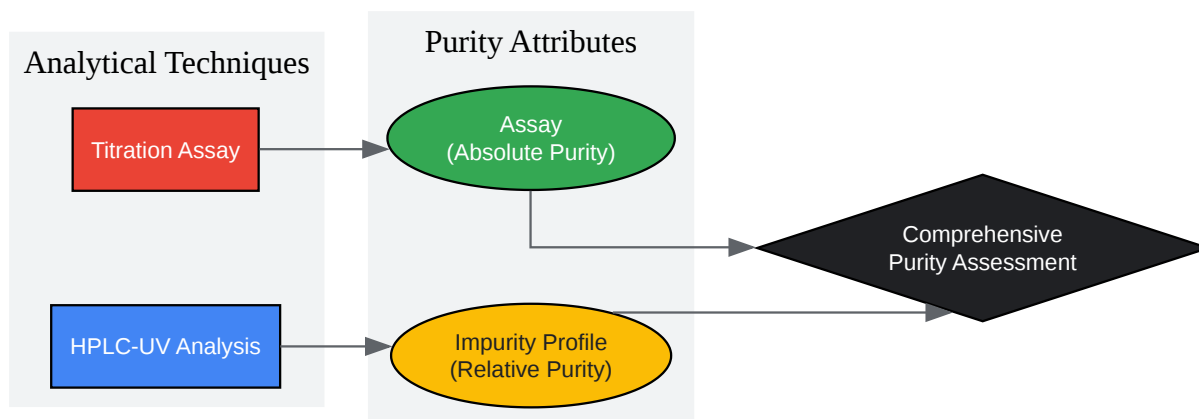 Analytical Techniques
Purity Attributes
Titration Assay
Assay
(Absolute Purity)
Comprehensive
Purity Assessment
HPLC-UV Analysis
Impurity Profile
(Relative Purity)